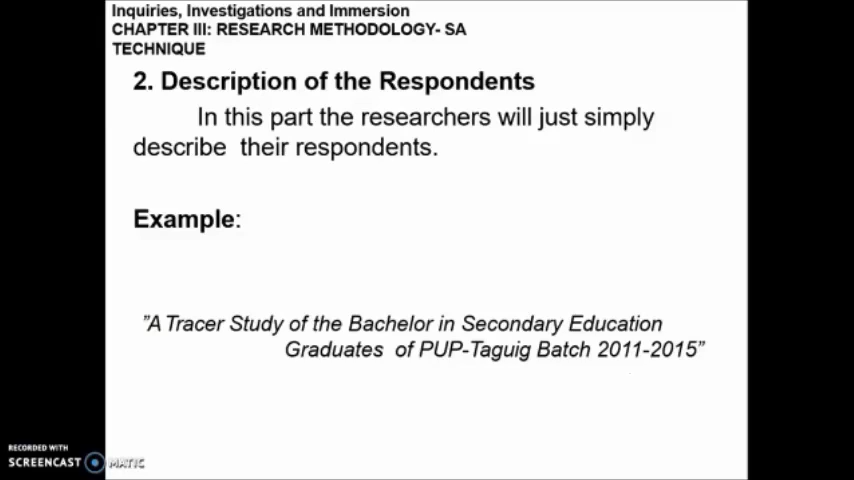 Inquiries, Investigations and Immersion
CHAPTER III: RESEARCH METHODOLOGY- SA
TECHNIQUE
2. Description of the Respondents
In this part the researchers will just simply
describe their respondents.
Example:
"A Tracer Study of the Bachelor in Secondary Education
Graduates of PUP-Taguig Batch 2011-2015"
RECORDED WITH
SCREENCAST MATIC